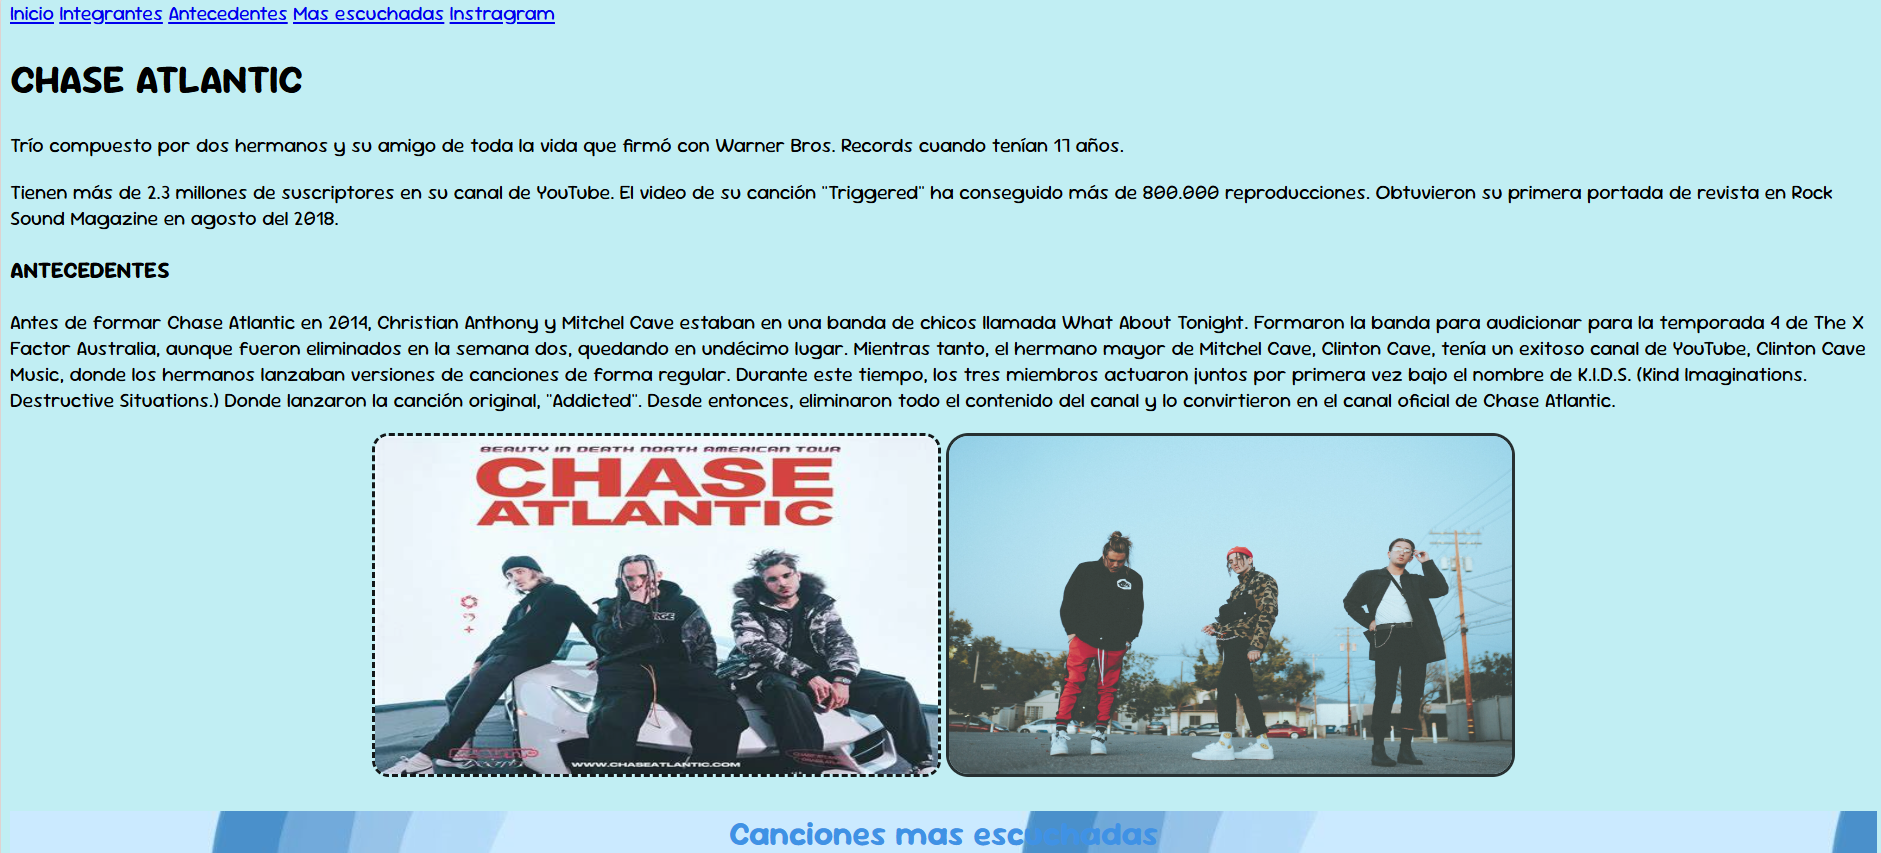 Inicio Integrantes Antecedentes Mas escuchadas Instragram
CHASE ATLANTIC
Trío compuesto por dos hermanos y su amigo de toda la vida que firmó con Warner Bros. Records cuando tenían 17 años.
Tienen más de 2.3 millones de suscriptores en su canal de YouTube. El video de su canción "Triggered" ha conseguido más de 800.000 reproducciones. Obtuvieron su primera portada de revista en Rock
Sound Magazine en agosto del 2018.
ANTECEDENTES
Antes de formar Chase Atlantic en 2014, Christian Anthony y Mitchel Cave estaban en una banda de chicos llamada What About Tonight. Formaron la banda para audicionar para la temporada 4 de The X
Factor Australia, aunque fueron eliminados en la semana dos, quedando en undécimo lugar. Mientras tanto, el hermano mayor de Mitchel Cave, Clinton Cave, tenía un exitoso canal de YouTube, Clinton Cave
Music, donde los hermanos lanzaban versiones de canciones de forma regular. Durante este tiempo, los tres miembros actuaron juntos por primera vez bajo el nombre de K.I.D.S. (Kind Imaginations.
Destructive Situations.) Donde lanzaron la canción original, "Addicted". Desde entonces, eliminaron todo el contenido del canal y lo convirtieron en el canal oficial de Chase Atlantic.
BEAUTY IN DEATH NORTH AMERICAN TOUR
CHASE
ATLANTIC
WWW.CHASEATLANTIC.COM
Canciones mas escuchadas